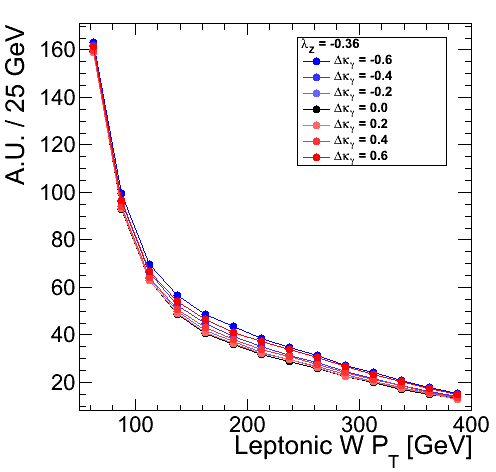 A.U. / 25 GeV
160
140
120
100
80
60
40
20
λz = -0.36
Δκγ = -0.6
Δκγ = -0.4
Δκγ = -0.2
Δκγ = 0.0
Δκγ = 0.2
Δκγ = 0.4
Δκγ = 0.6
100 200 300 400
Leptonic W PT [GeV]